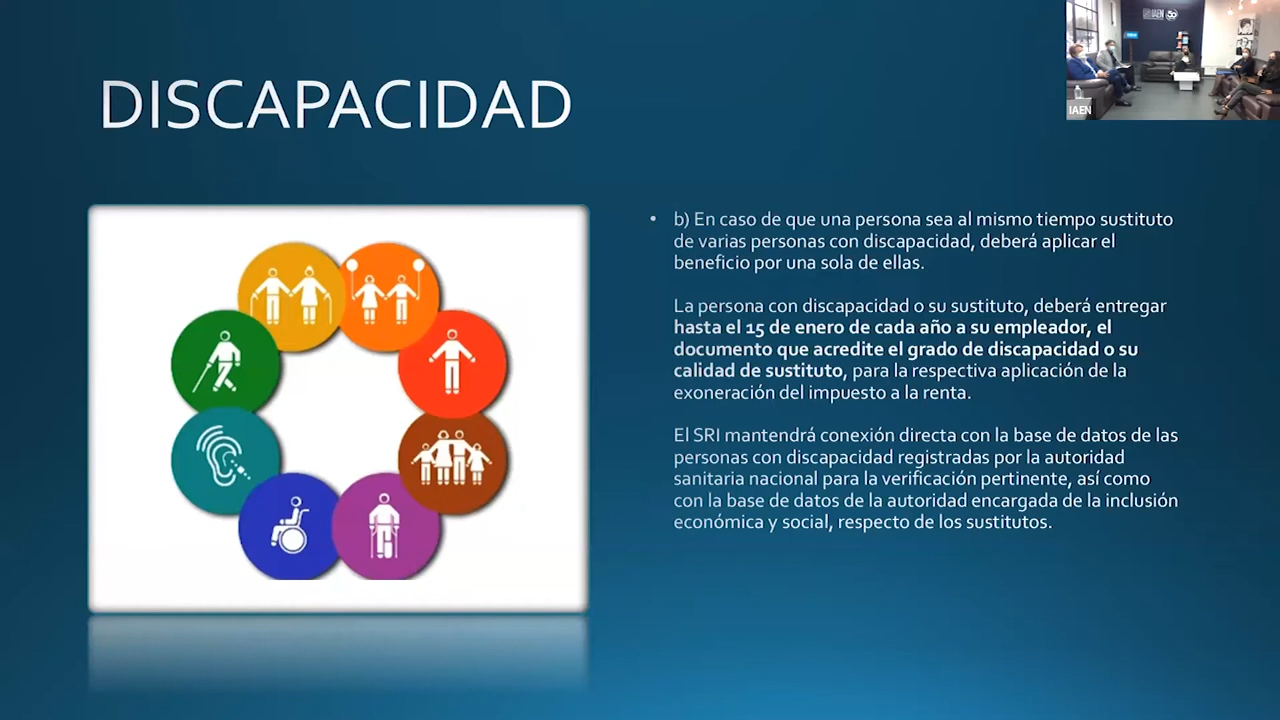 DISCAPACIDAD
IAEN
IAEN
• b) En caso de que una persona sea al mismo tiempo sustituto
de varias personas con discapacidad, deberá aplicar el
beneficio por una sola de ellas.
La persona con discapacidad o su sustituto, deberá entregar
hasta el 15 de enero de cada año a su empleador, el
documento que acredite el grado de discapacidad o su
calidad de sustituto, para la respectiva aplicación de la
exoneración del impuesto a la renta.
El SRI mantendrá conexión directa con la base de datos de las
personas con discapacidad registradas por la autoridad
sanitaria nacional para la verificación pertinente, así como
con la base de datos de la autoridad encargada de la inclusión
económica y social, respecto de los sustitutos.